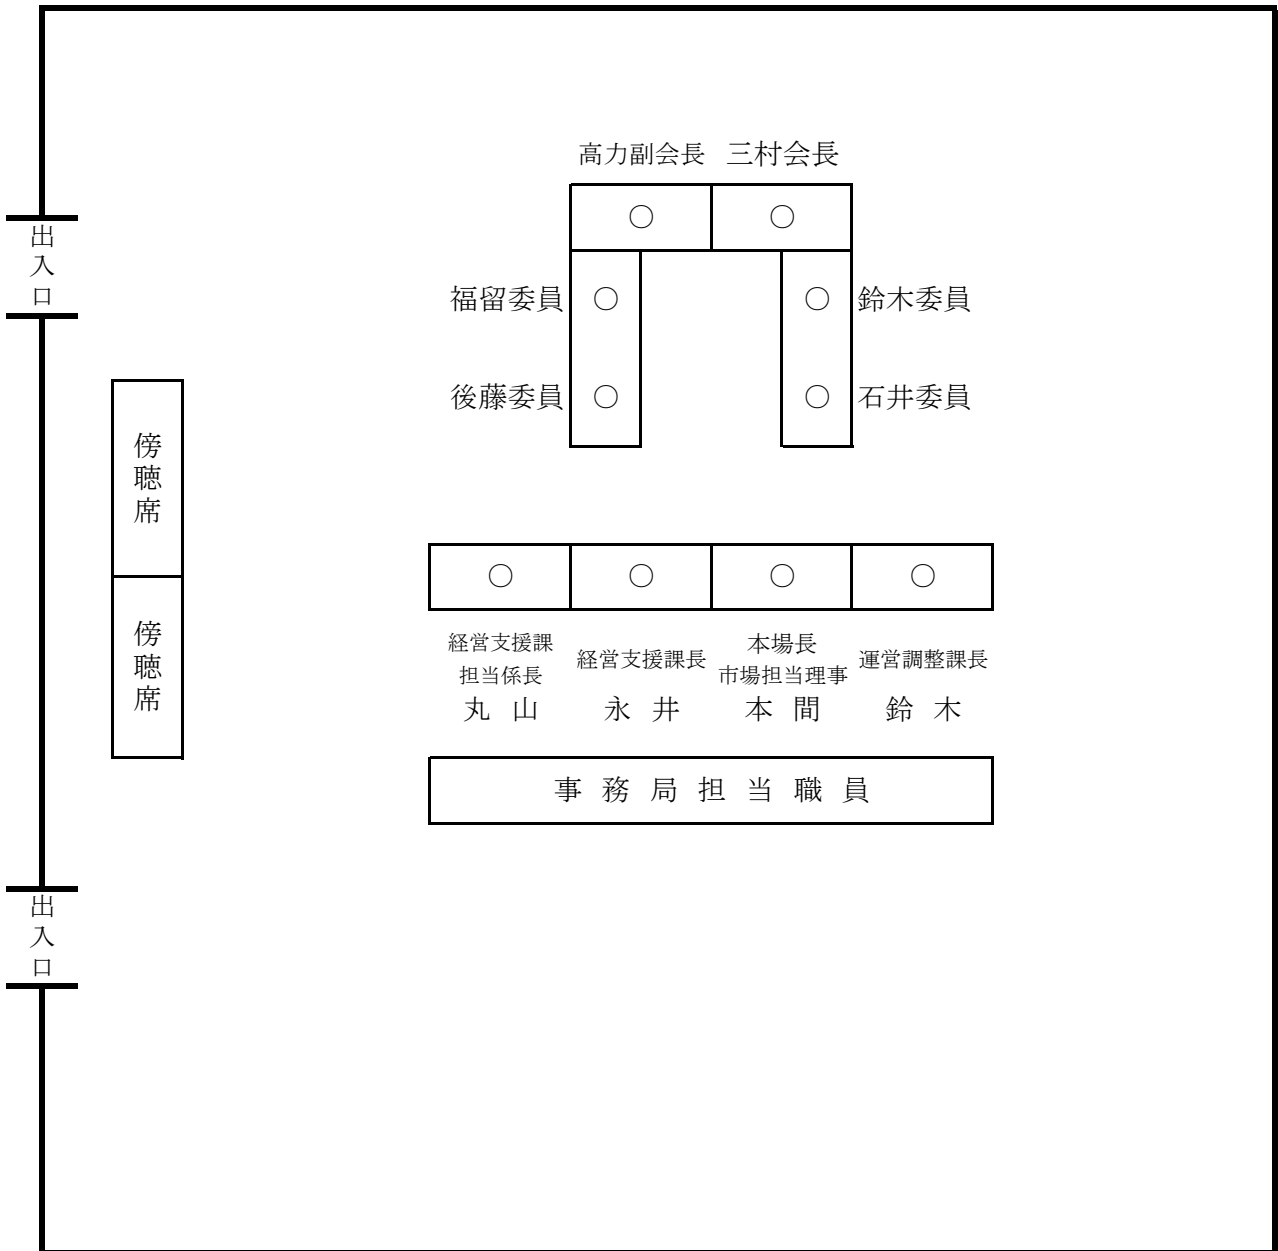 高力副会長 三村会長
○ ○
出入口
福留委員 ○ ○ 鈴木委員
後藤委員 ○ ○ 石井委員
傍聴席
○ ○ ○ ○
傍聴席
経営支援課
担当係長
丸山
経営支援課長
永井
本場長
市場担当理事
本間
運営調整課長
鈴木
事務局担当職員
出入口